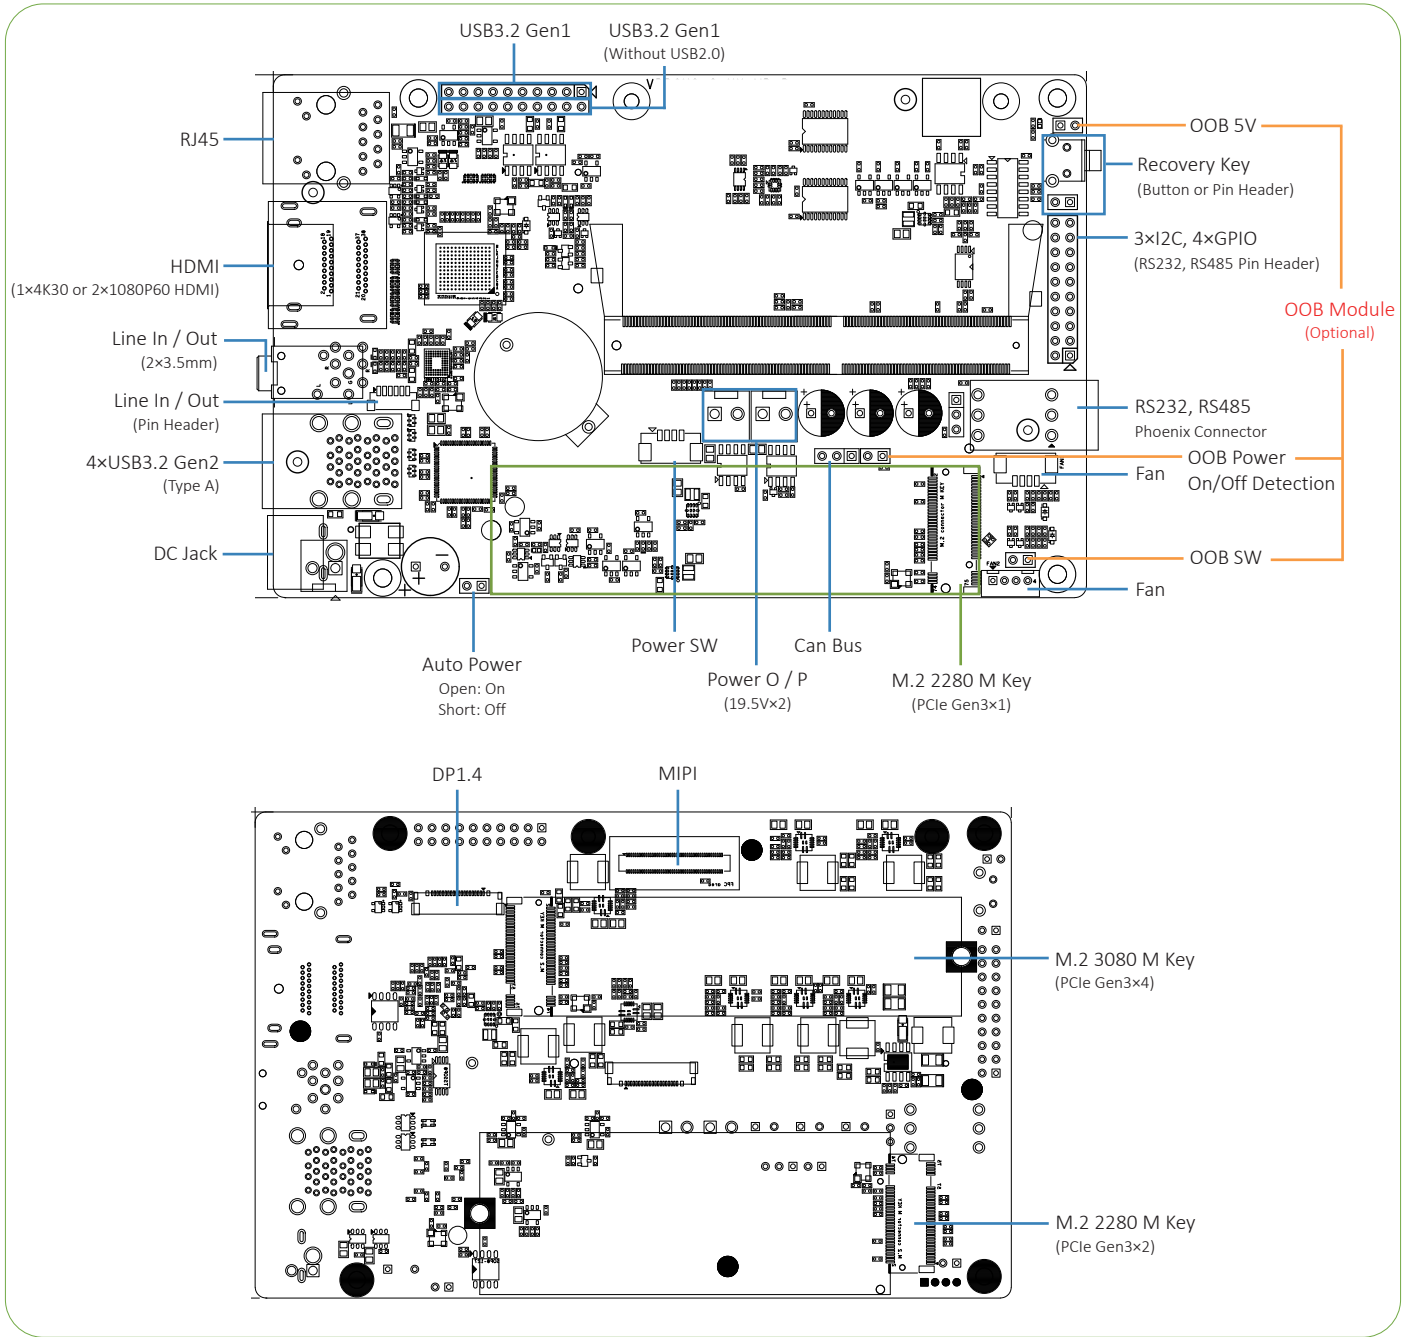 USB3.2 Gen1
USB3.2 Gen1
(Without USB2.0)
RJ45
HDMI
(1×4K30 or 2×1080P60 HDMI)
Line In / Out
(2×3.5mm)
Line In / Out
(Pin Header)
4×USB3.2 Gen2
(Type A)
DC Jack
OOB 5V
Recovery Key
(Button or Pin Header)
3×I2C, 4×GPIO
(RS232, RS485 Pin Header)
OOB Module
(Optional)
RS232, RS485
Phoenix Connector
OOB Power
On/Off Detection
Fan
OOB SW
Fan
M.2 connector M KEY
FAN2
Auto Power
Open: On
Short: Off
Power SW
Power O / P
(19.5V×2)
Can Bus
M.2 2280 M Key
(PCIe Gen3×1)
DP1.4
MIPI
M.2 3080 M Key
(PCIe Gen3×4)
M.2 2280 M Key
(PCIe Gen3×2)